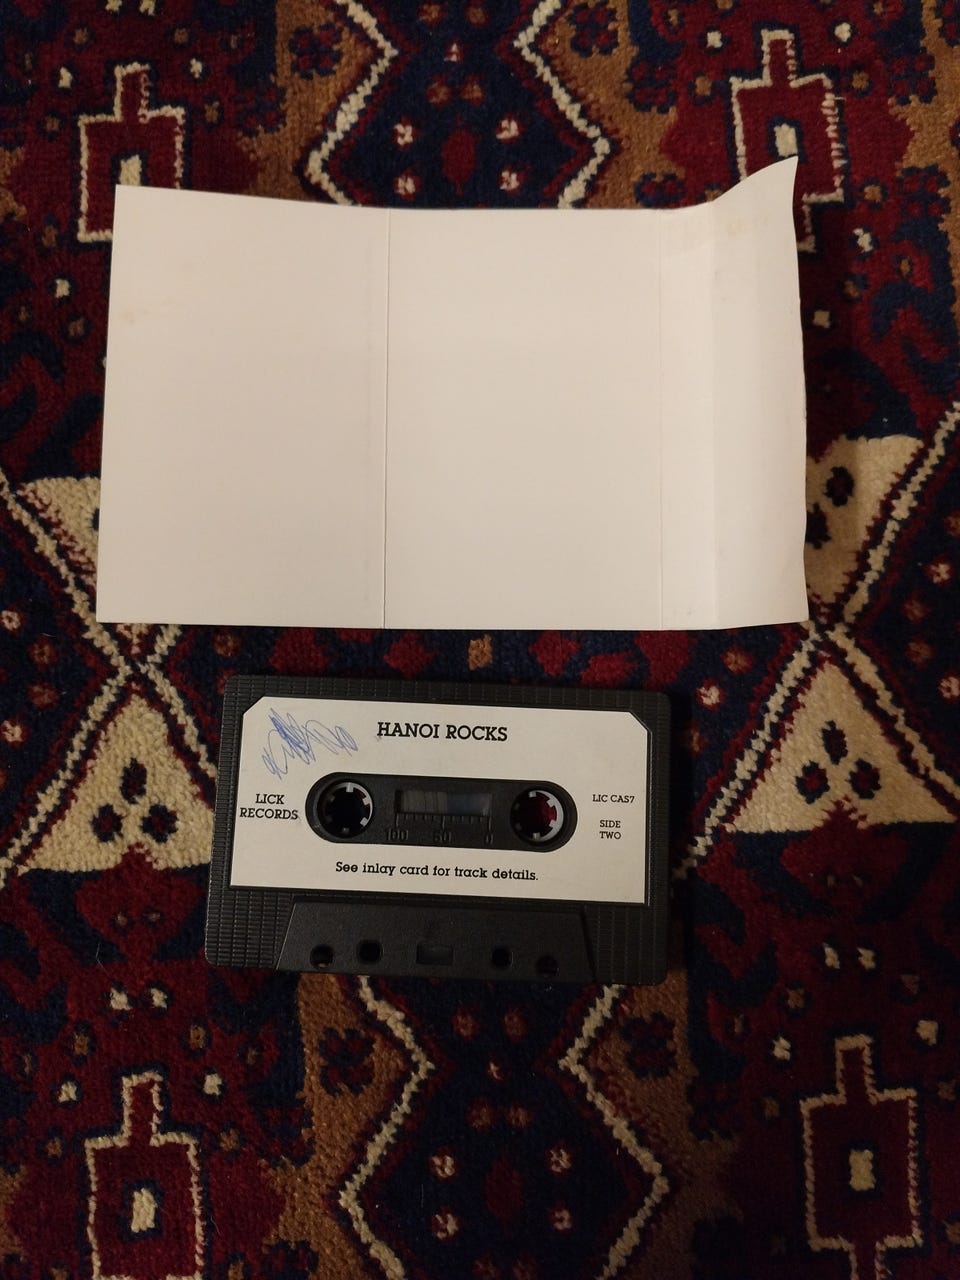 HANOI ROCKS
LICK
RECORDS
LIC CAS7
SIDE
TWO
100 50 0
See inlay card for track details.